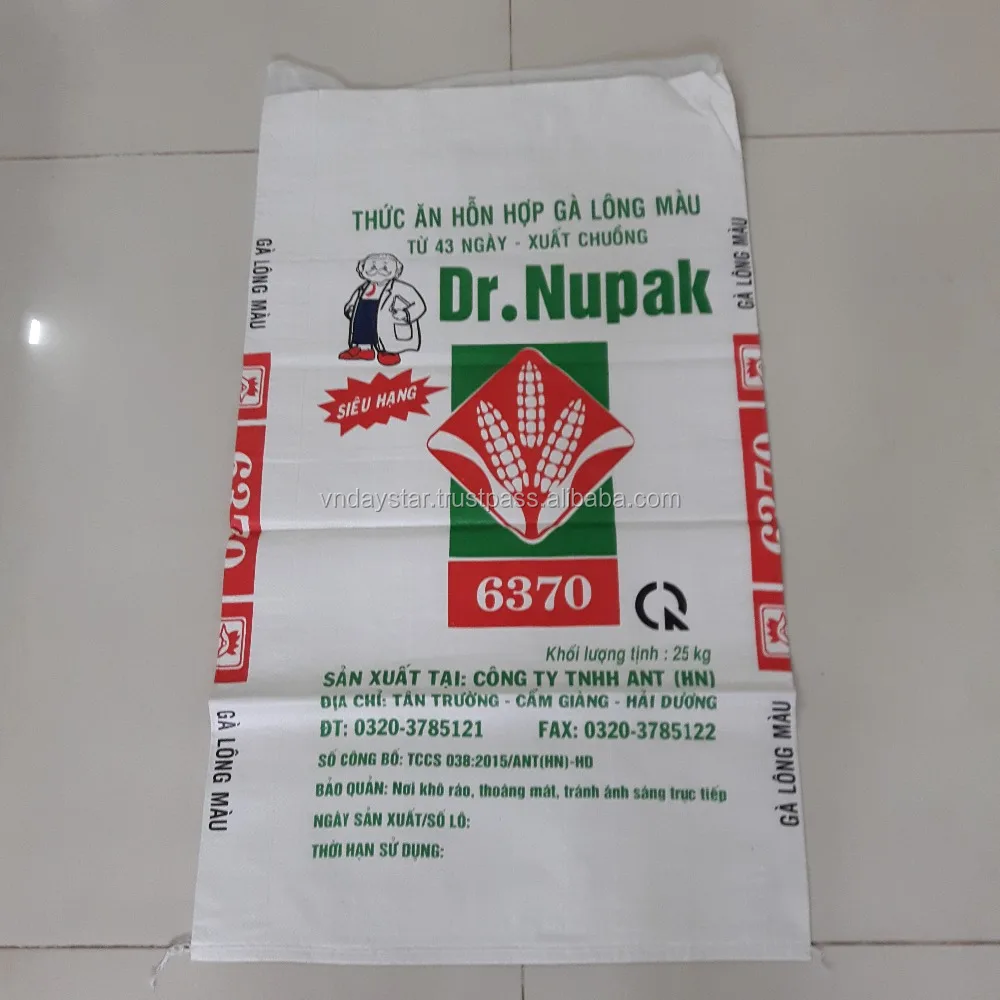 THỨC ĂN HỖN HỢP GÀ LÔNG MÀU
TỪ 43 NGÀY - XUẤT CHUỒNG
Dr.Nupak
SIÊU HẠNG
vndaystar.trustpass.alibaba.com
6370
Khối lượng tịnh : 25 kg
SẢN XUẤT TẠI: CÔNG TY TNHH ANT (HN)
ĐỊA CHỈ: TÂN TRƯỜNG - CẨM GIÀNG - HẢI DƯƠNG
ĐT: 0320-3785121 FAX: 0320-3785122
SỐ CÔNG BỐ: TCCS 038:2015/ANT(HN)-HD
BẢO QUẢN: Nơi khô ráo, thoáng mát, tránh ánh sáng trực tiếp
NGÀY SẢN XUẤT/SỐ LÔ:
THỜI HẠN SỬ DỤNG:
GÀ LÔNG MÀU
6370
GÀ LÔNG MÀU
GÀ LÔNG MÀU
6370
GÀ LÔNG MÀU